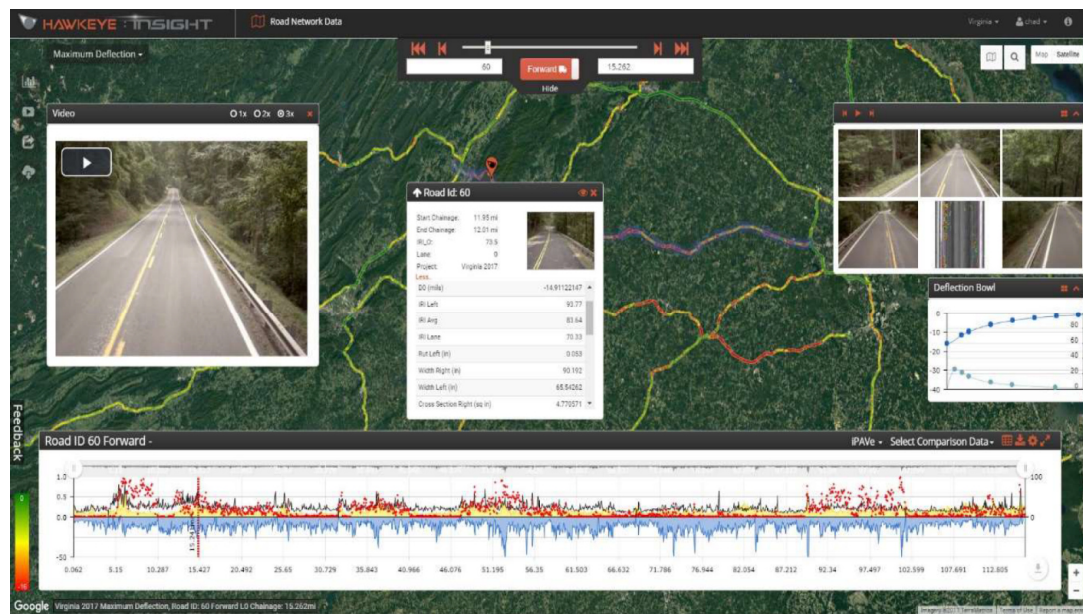 HAWKEYE : INSIGHT
Road Network Data
Virginia
chad
Maximum Deflection
60
Forward
15.262
Hide
Map Satellite
Video
1x 2x 3x
Road Id: 60
Start Chainage: 11.95 mi
End Chainage: 12.01 mi
IRI_O: 73.5
Lane: 0
Project: Virginia 2017
Less..
D0 (mils) -14.91122147
IRI Left 93.77
IRI Avg 83.64
IRI Lane 70.33
Rut Left (in) 0.053
Width Right (in) 90.192
Width Left (in) 65.54262
Cross Section Right (sq in) 4.770571
Deflection Bowl
0
-10
-20
-30
-40
80
60
40
20
0
Feedback
Road ID 60 Forward -
iPAVe
Select Comparison Data
1.0
0.5
0.0
-50
100
0
0.062 5.15 10.287 15.427 20.492 25.65 30.729 35.843 40.966 46.076 51.195 56.35 61.503 66.632 71.786 76.944 82.054 87.212 92.34 97.497 102.599 107.691 112.805
0
Google
Virginia 2017 Maximum Deflection, Road ID: 60 Forward L0 Chainage: 15.262mi
Terms of Use